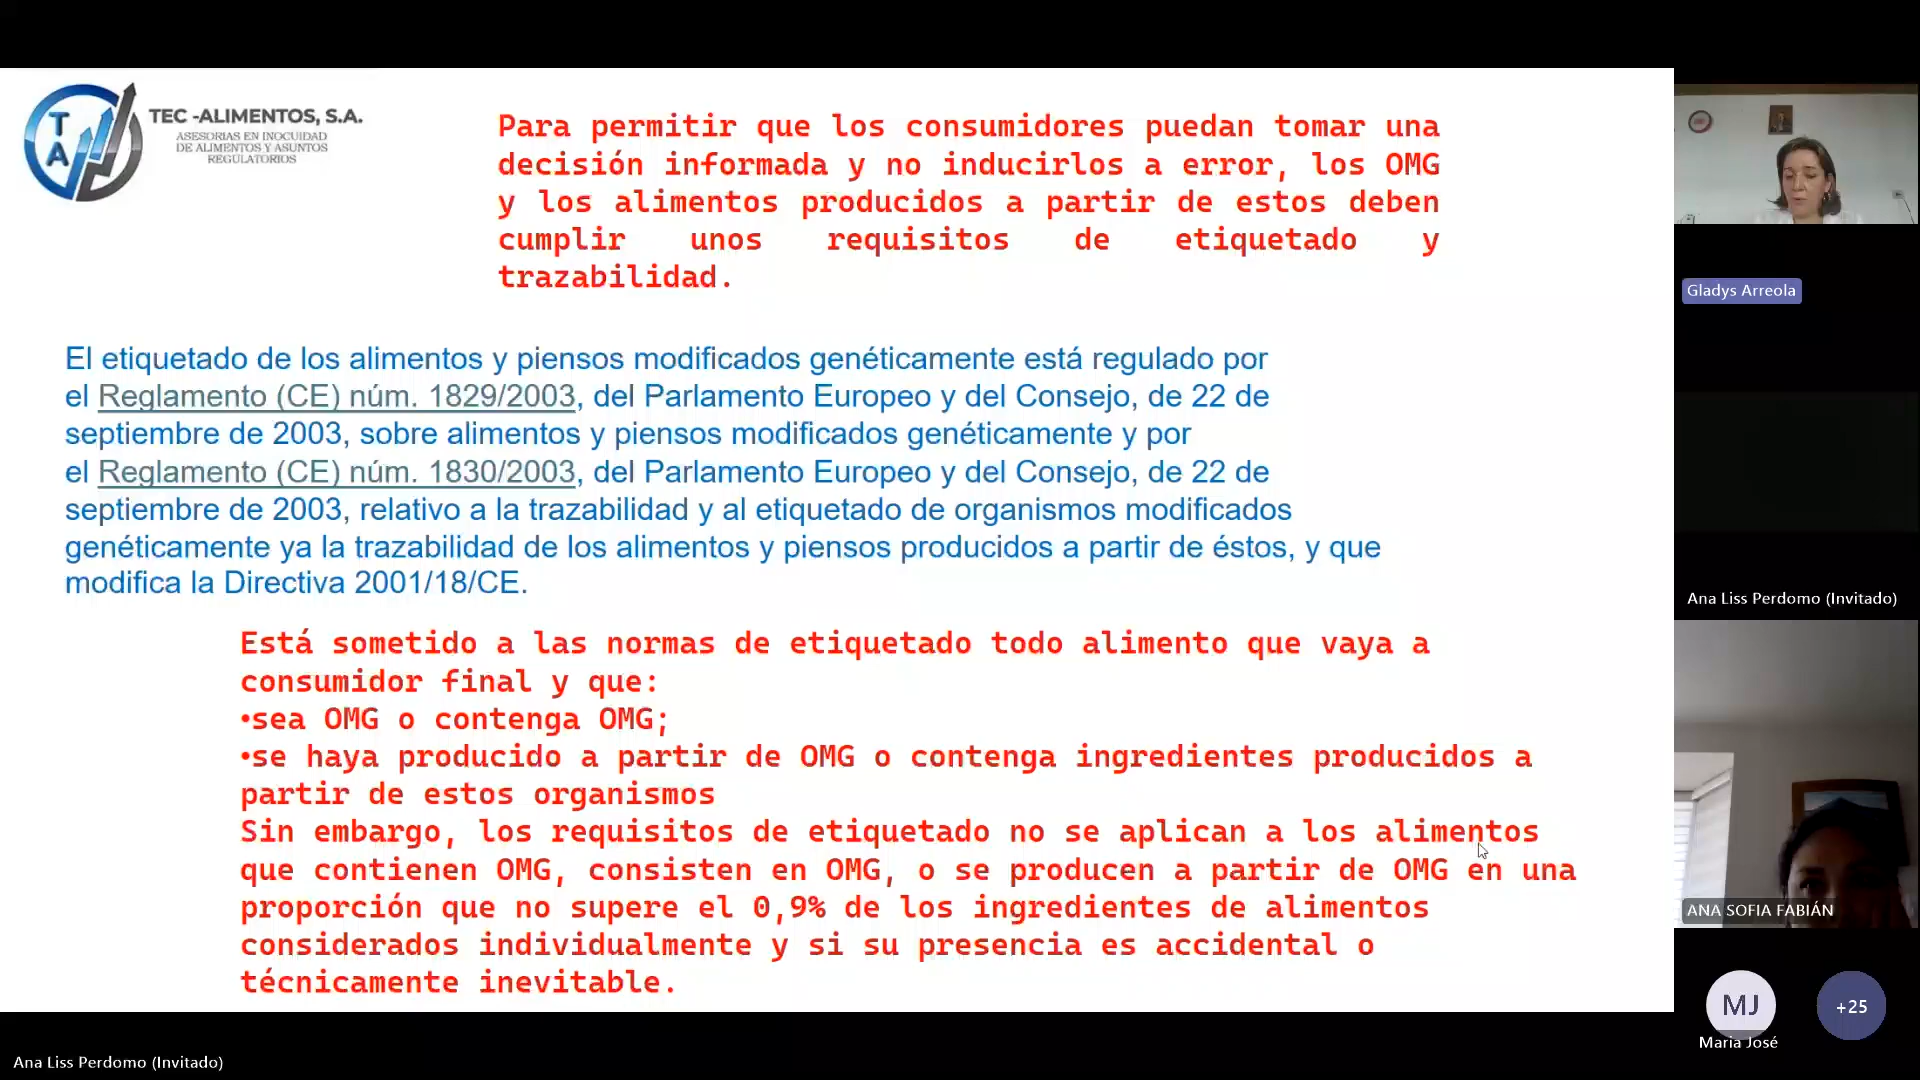 T
A
TEC -ALIMENTOS, S.A.
ASESORIAS EN INOCUIDAD
DE ALIMENTOS Y ASUNTOS
REGULATORIOS
Para permitir que los consumidores puedan tomar una
decisión informada y no inducirlos a error, los OMG
y los alimentos producidos a partir de estos deben
cumplir unos requisitos de etiquetado y
trazabilidad.
El etiquetado de los alimentos y piensos modificados genéticamente está regulado por
el Reglamento (CE) núm. 1829/2003, del Parlamento Europeo y del Consejo, de 22 de
septiembre de 2003, sobre alimentos y piensos modificados genéticamente y por
el Reglamento (CE) núm. 1830/2003, del Parlamento Europeo y del Consejo, de 22 de
septiembre de 2003, relativo a la trazabilidad y al etiquetado de organismos modificados
genéticamente ya la trazabilidad de los alimentos y piensos producidos a partir de éstos, y que
modifica la Directiva 2001/18/CE.
Está sometido a las normas de etiquetado todo alimento que vaya a
consumidor final y que:
•sea OMG o contenga OMG;
•se haya producido a partir de OMG o contenga ingredientes producidos a
partir de estos organismos
Sin embargo, los requisitos de etiquetado no se aplican a los alimentos
que contienen OMG, consisten en OMG, o se producen a partir de OMG en una
proporción que no supere el 0,9% de los ingredientes de alimentos
considerados individualmente y si su presencia es accidental o
técnicamente inevitable.
Gladys Arreola
Ana Liss Perdomo (Invitado)
ANA SOFIA FABIÁN
MJ
+25
Maria José
Ana Liss Perdomo (Invitado)